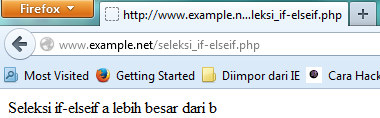 Firefox
http://www.example.n...leksi_if-elseif.php
www.example.net/seleksi_if-elseif.php
Most Visited Getting Started Diimpor dari IE Cara Hack
Seleksi if-elseif a lebih besar dari b